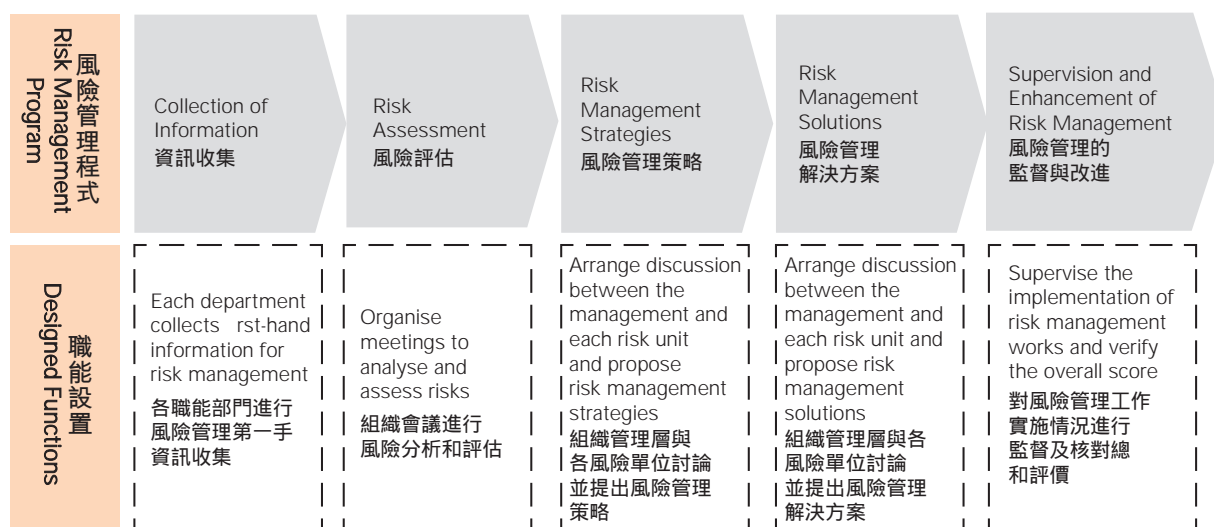 風險管理程式
Risk Management
Program
Collection of
Information
資訊收集
Risk
Assessment
風險評估
Risk
Management
Strategies
風險管理策略
Risk
Management
Solutions
風險管理
解決方案
Supervision and
Enhancement of
Risk Management
風險管理的
監督與改進
職能設置
Designed Functions
Each department
collects rst-hand
information for
risk management
各職能部門進行
風險管理第一手
資訊收集
Organise
meetings to
analyse and
assess risks
組織會議進行
風險分析和評估
Arrange discussion
between the
management and
each risk unit
and propose
risk management
strategies
組織管理層與
各風險單位討論
並提出風險管理
策略
Arrange discussion
between the
management and
each risk unit and
propose risk
management
solutions
組織管理層與各
風險單位討論
並提出風險管理
解決方案
Supervise the
implementation of
risk management
works and verify
the overall score
對風險管理工作
實施情況進行
監督及核對總
和評價